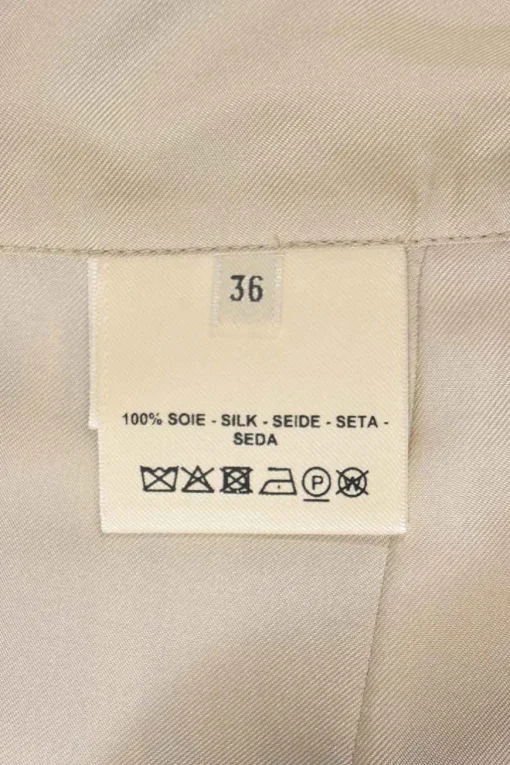 36
100% SOIE - SILK - SEIDE - SETA -
SEDA
P W